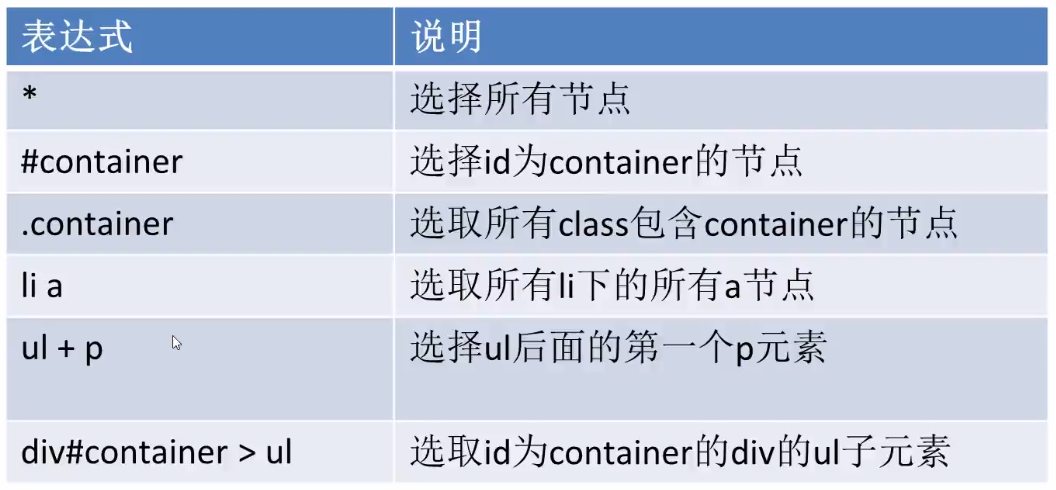 表达式 说明
* 选择所有节点
#container 选择id为container的节点
.container 选取所有class包含container的节点
li a 选取所有li下的所有a节点
ul + p 选择ul后面的第一个p元素
div#container > ul 选取id为container的div的ul子元素